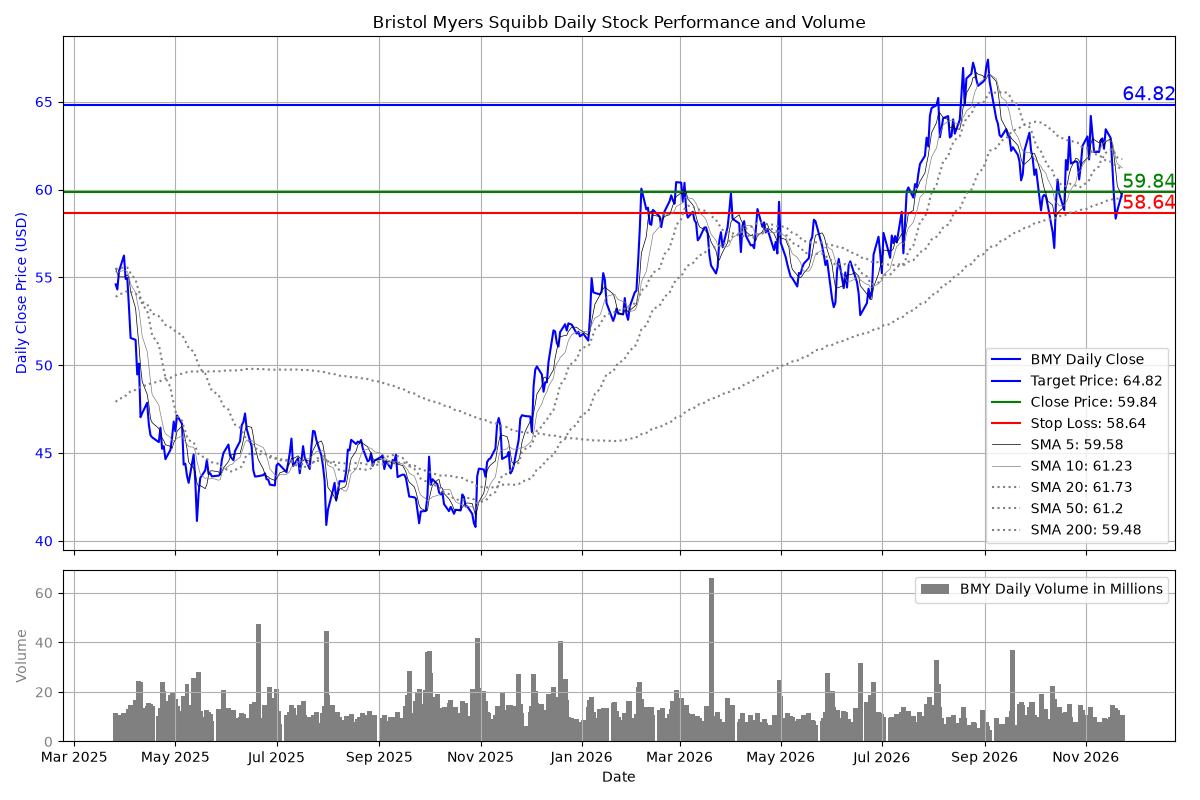 Bristol Myers Squibb Daily Stock Performance and Volume
Daily Close Price (USD)
65
60
55
50
45
40
64.82
59.84
58.64
BMY Daily Close
Target Price: 64.82
Close Price: 59.84
Stop Loss: 58.64
SMA 5: 59.58
SMA 10: 61.23
SMA 20: 61.73
SMA 50: 61.2
SMA 200: 59.48
Volume
60
40
20
0
BMY Daily Volume in Millions
Mar 2025
May 2025
Jul 2025
Sep 2025
Nov 2025
Jan 2026
Mar 2026
May 2026
Jul 2026
Sep 2026
Nov 2026
Date